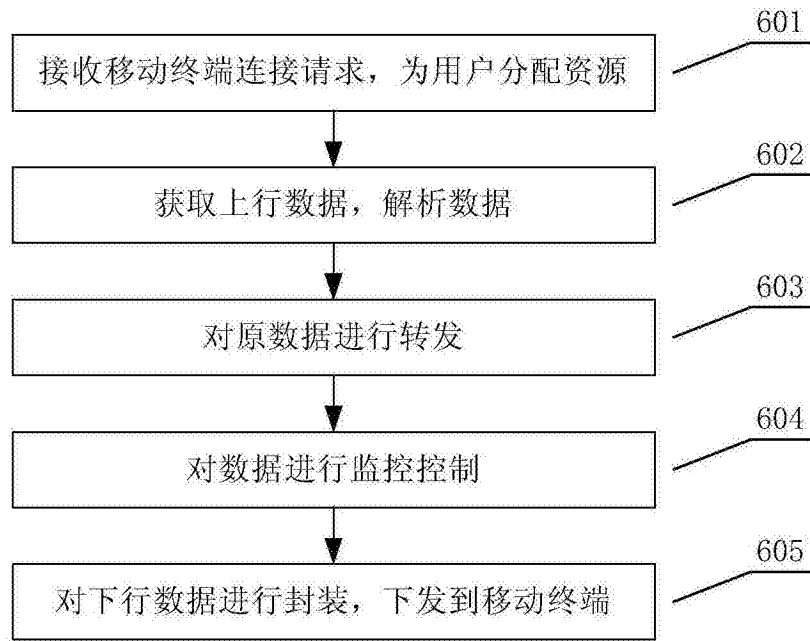 601
接收移动终端连接请求，为用户分配资源
602
获取上行数据，解析数据
603
对原数据进行转发
604
对数据进行监控控制
605
对下行数据进行封装，下发到移动终端